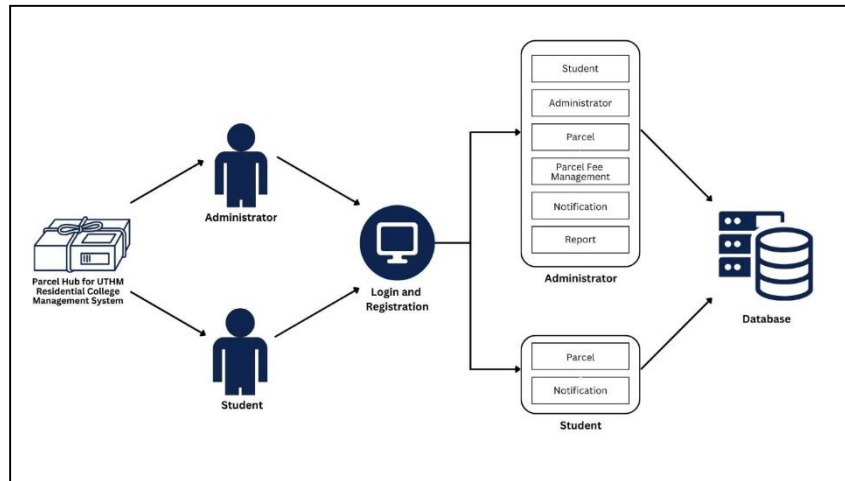 Parcel Hub for UTHM
Residential College
Management System
Administrator
Student
Login and
Registration
Student
Administrator
Parcel
Parcel Fee
Management
Notification
Report
Administrator
Parcel
Notification
Student
Database